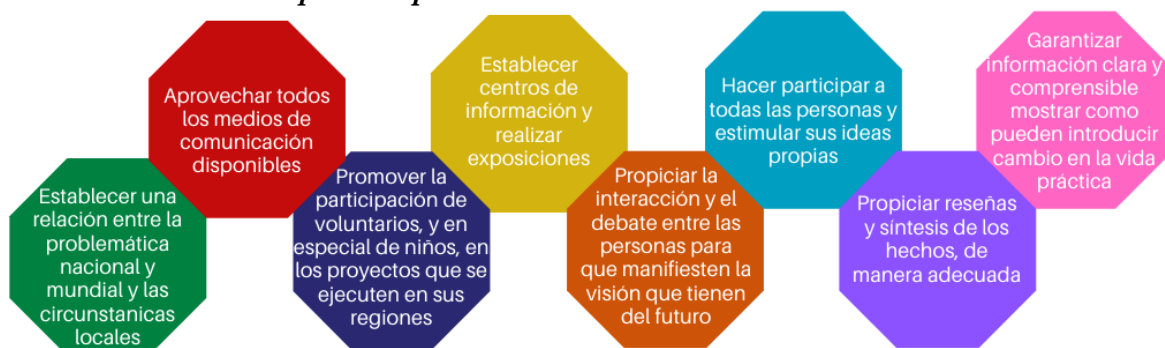 Establecer una
relación entre la
problemática
nacional y
mundial y las
circunstanicas
locales
Aprovechar todos
los medios de
comunicación
disponibles
Promover la
participación de
voluntarios, y en
especial de niños, en
los proyectos que se
ejecuten en sus
regiones
Establecer
centros de
información y
realizar
exposiciones
Propiciar la
interacción y el
debate entre las
personas para
que manifiesten la
visión que tienen
del futuro
Hacer participar a
todas las personas y
estimular sus ideas
propias
Propiciar reseñas
y síntesis de los
hechos, de
manera adecuada
Garantizar
información clara y
comprensible
mostrar como
pueden introducir
cambio en la vida
práctica